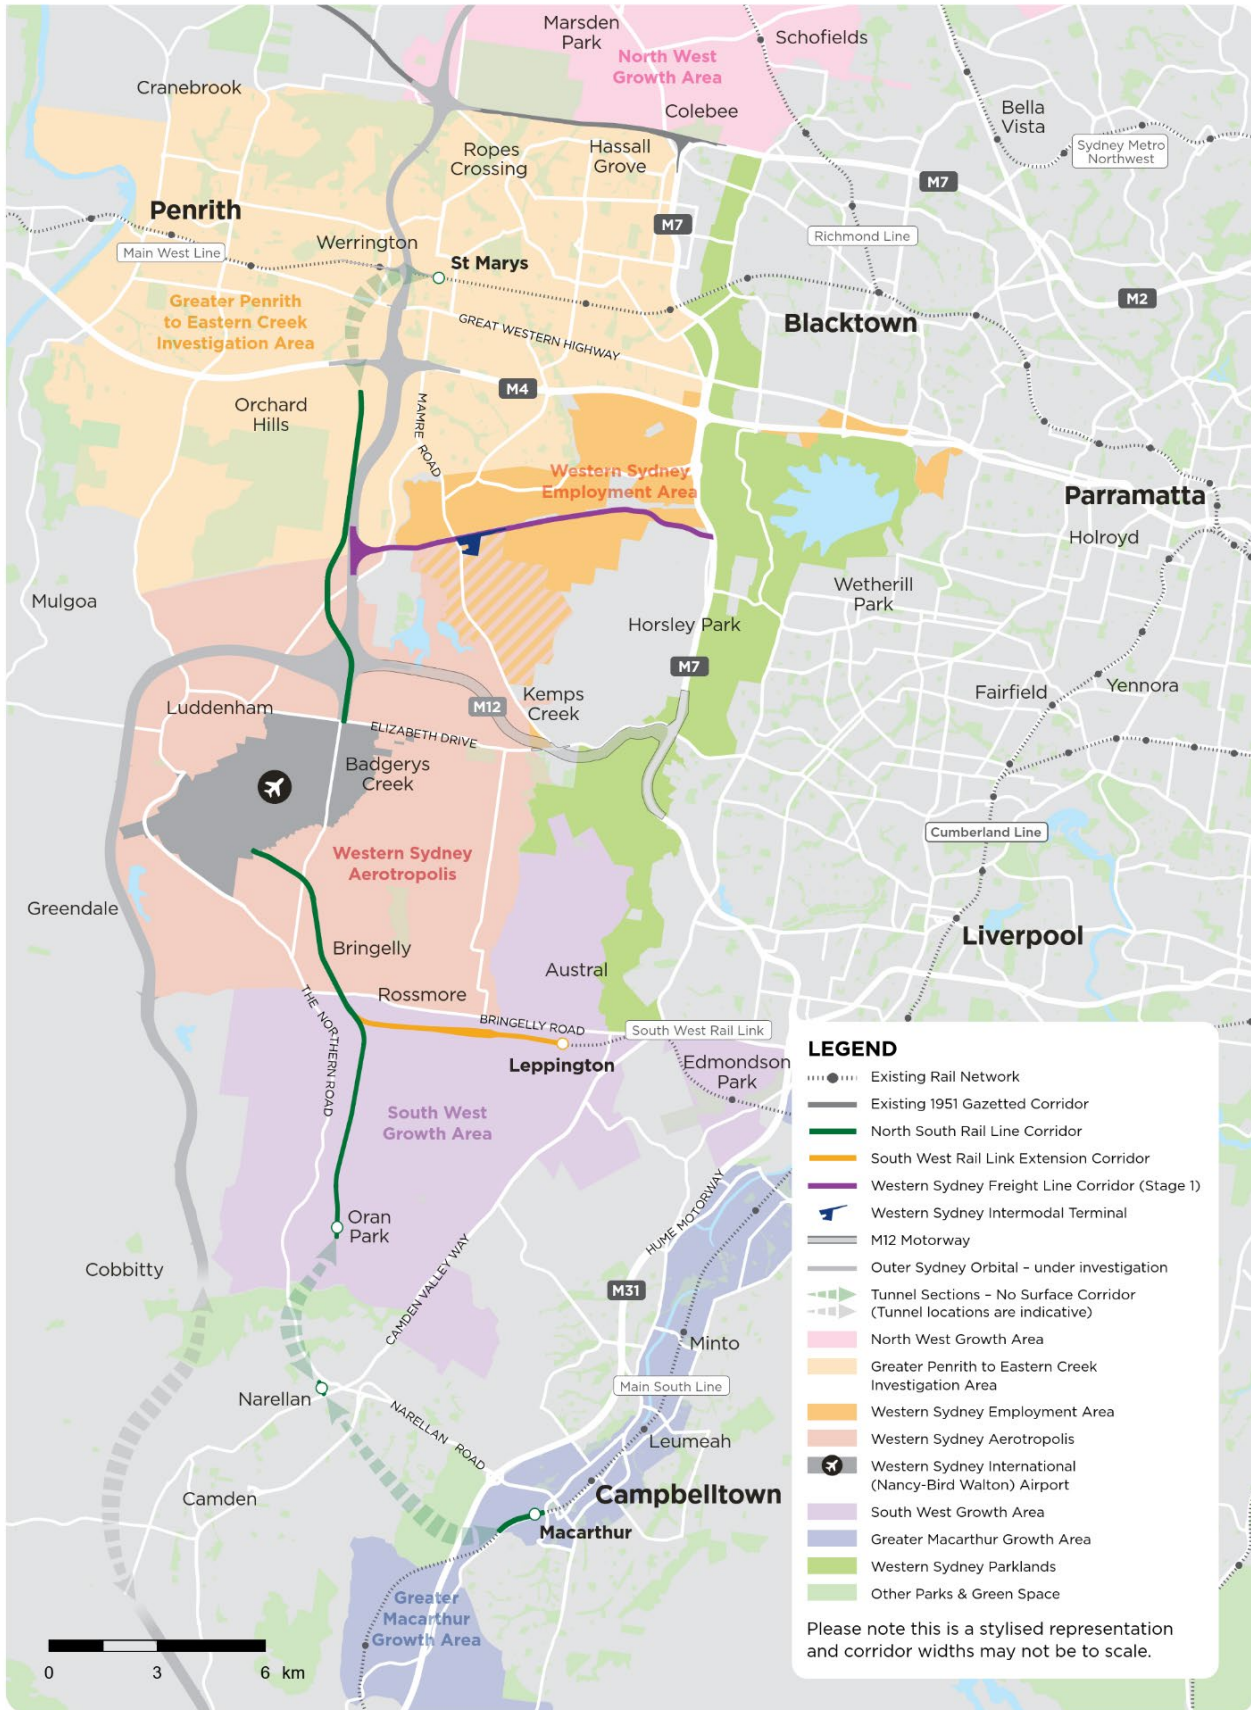 Marsden
Park
Schofields
North West
Growth Area
Cranebrook
Colebee
Bella
Vista
Sydney Metro
Northwest
Ropes
Crossing
Hassall
Grove
M7
Penrith
M7
Richmond Line
Main West Line
Werrington
St Marys
M2
Greater Penrith
to Eastern Creek
Investigation Area
GREAT WESTERN HIGHWAY
Blacktown
M4
Orchard
Hills
MAMRE ROAD
Western Sydney
Employment Area
Parramatta
Holroyd
Mulgoa
Wetherill
Park
Horsley Park
M7
Luddenham
M12
Kemps
Creek
Fairfield
Yennora
ELIZABETH DRIVE
Badgerys
Creek
Cumberland Line
Western Sydney
Aerotropolis
Greendale
Bringelly
Liverpool
Austral
Rossmore
THE NORTHERN ROAD
BRINGELLY ROAD
South West Rail Link
Leppington
Edmondson
Park
South West
Growth Area
Oran
Park
HUME MOTORWAY
Cobbitty
CAMDEN VALLEY WAY
M31
Minto
Main South Line
Narellan
NARELLAN ROAD
Leumeah
Camden
Campbelltown
Macarthur
Greater
Macarthur
Growth Area
0 3 6 km
LEGEND
Existing Rail Network
Existing 1951 Gazetted Corridor
North South Rail Line Corridor
South West Rail Link Extension Corridor
Western Sydney Freight Line Corridor (Stage 1)
Western Sydney Intermodal Terminal
M12 Motorway
Outer Sydney Orbital – under investigation
Tunnel Sections – No Surface Corridor
(Tunnel locations are indicative)
North West Growth Area
Greater Penrith to Eastern Creek
Investigation Area
Western Sydney Employment Area
Western Sydney Aerotropolis
Western Sydney International
(Nancy-Bird Walton) Airport
South West Growth Area
Greater Macarthur Growth Area
Western Sydney Parklands
Other Parks & Green Space
Please note this is a stylised representation
and corridor widths may not be to scale.